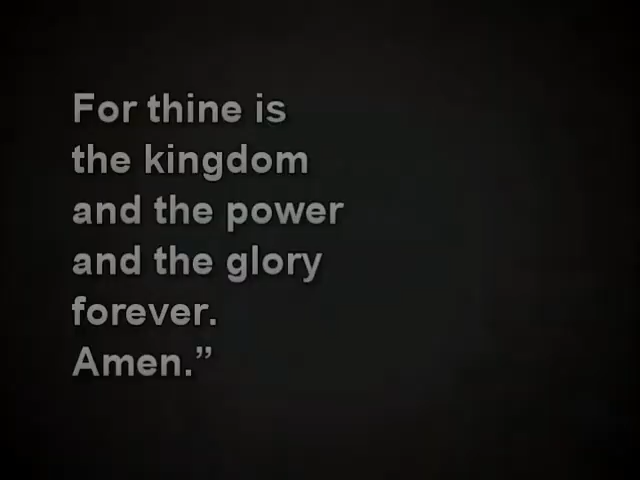 For thine is
the kingdom
and the power
and the glory
forever.
Amen.”